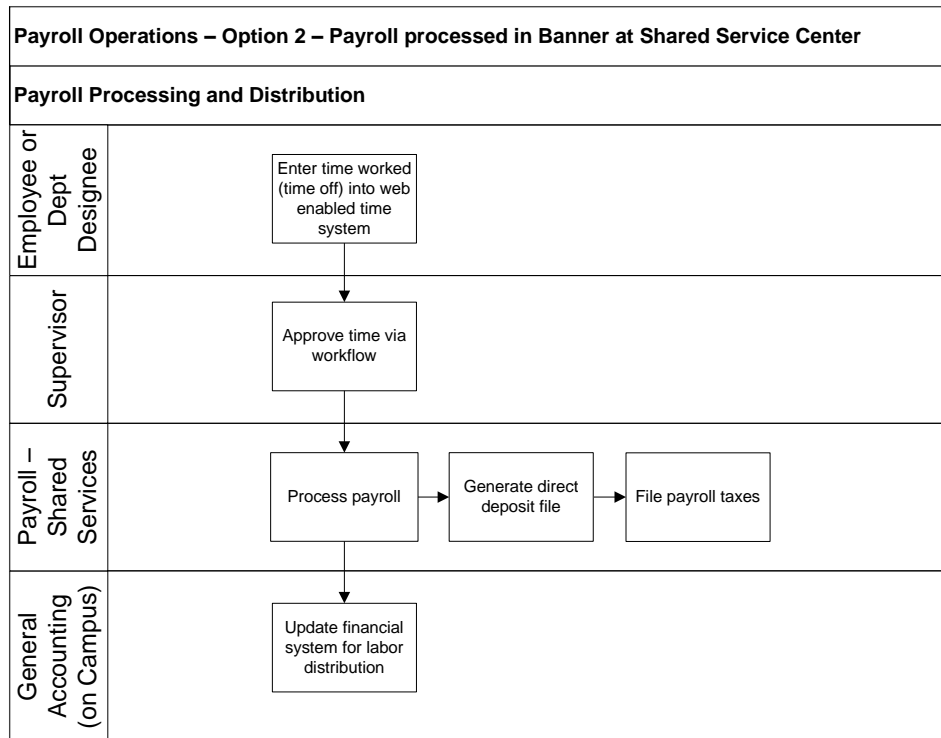 Payroll Operations – Option 2 – Payroll processed in Banner at Shared Service Center
Payroll Processing and Distribution
Employee or
Dept
Designee
Enter time worked
(time off) into web
enabled time
system
Supervisor
Approve time via
workflow
Payroll –
Shared
Services
Process payroll
Generate direct
deposit file
File payroll taxes
General
Accounting
(on Campus)
Update financial
system for labor
distribution